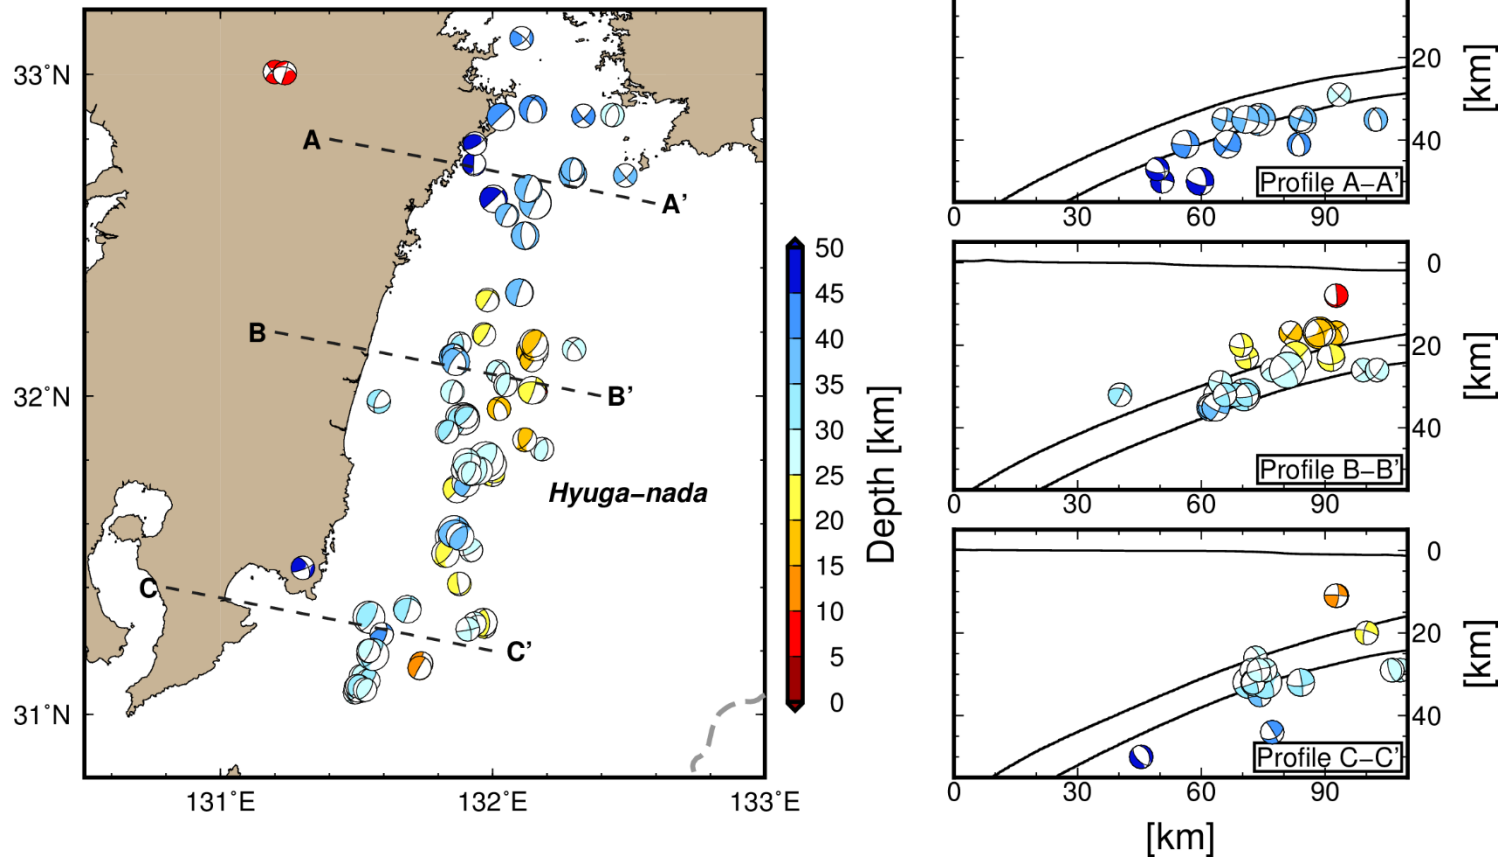 33°N
32°N
31°N
131°E
132°E
133°E
A
A’
B
B’
C
C’
Hyuga−nada
50
45
40
35
30
25
20
15
10
5
0
Depth [km]
20
40
[km]
Profile A−A’
0
30
60
90
0
20
40
[km]
Profile B−B’
0
30
60
90
0
20
40
[km]
Profile C−C’
0
30
60
90
[km]